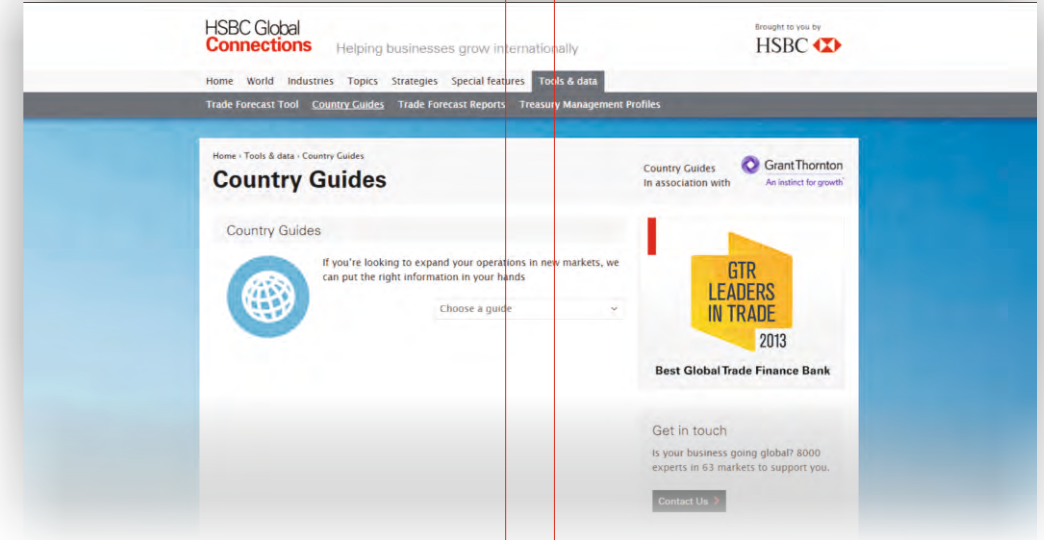 HSBC Global
Connections
Helping businesses grow internationally
Brought to you by
HSBC
Home World Industries Topics Strategies Special features Tools & data
Trade Forecast Tool Country Guides Trade Forecast Reports Treasury Management Profiles
Home › Tools & data › Country Guides
Country Guides
Country Guides
In association with
Grant Thornton
An instinct for growth
Country Guides
If you're looking to expand your operations in new markets, we
can put the right information in your hands
Choose a guide
GTR
LEADERS
IN TRADE
2013
Best Global Trade Finance Bank
Get in touch
Is your business going global? 8000
experts in 63 markets to support you.
Contact Us >